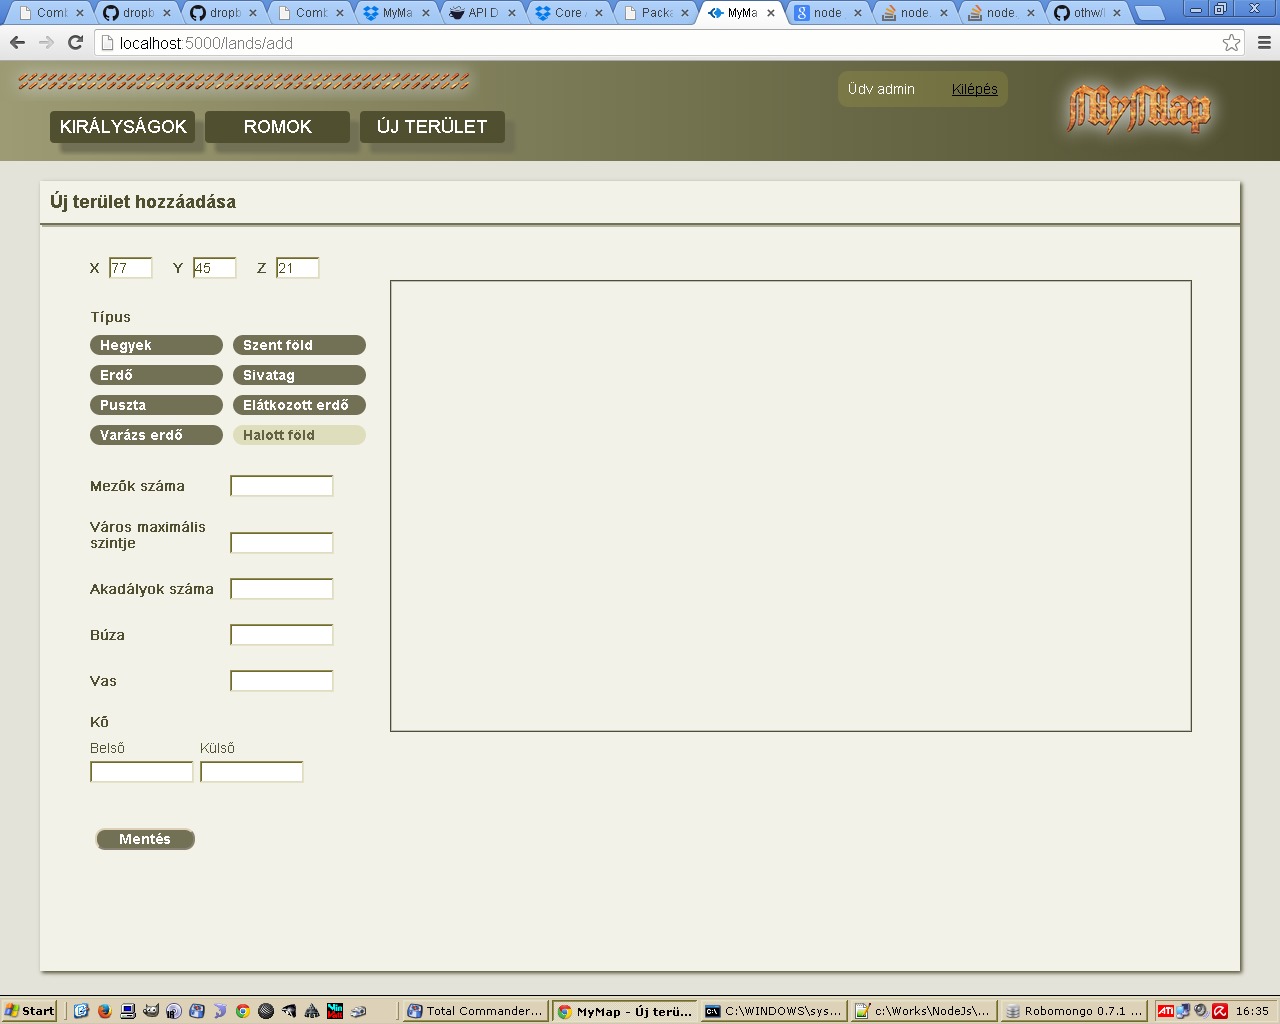 Comb
dropb
dropb
Comb
MyMa
API D
Core
Packa
MyMa
node
node.
node.
othw/
localhost:5000/lands/add
Üdv admin Kilépés
MyMap
KIRÁLYSÁGOK ROMOK ÚJ TERÜLET
Új terület hozzáadása
X 77 Y 45 Z 21
Típus
Hegyek Szent föld
Erdő Sivatag
Puszta Elátkozott erdő
Varázs erdő Halott föld
Mezők száma
Város maximális
szintje
Akadályok száma
Búza
Vas
Kő
Belső Külső
Mentés
Start Total Commander... MyMap - Új terü... C:\WINDOWS\sys... c:\Works\NodeJs\... Robomongo 0.7.1 ... ATI 16:35